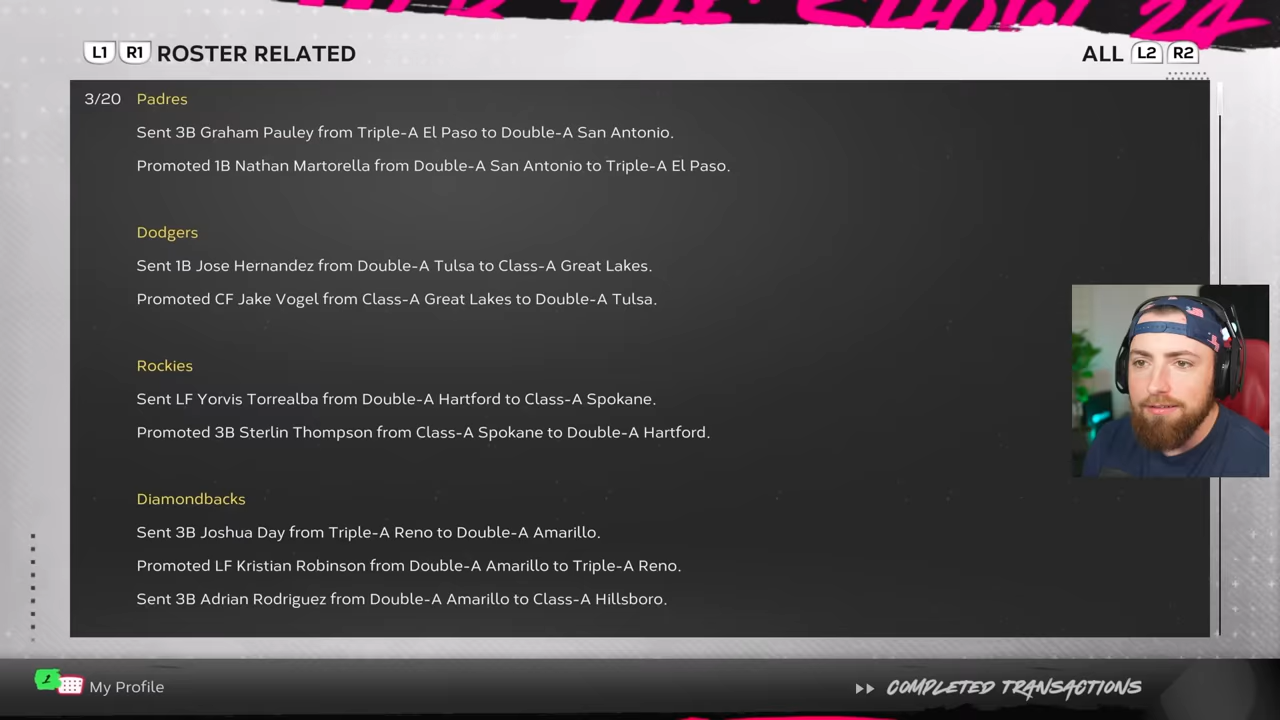 THE SHOW 24
L1 R1 ROSTER RELATED
ALL L2 R2
3/20 Padres
Sent 3B Graham Pauley from Triple-A El Paso to Double-A San Antonio.
Promoted 1B Nathan Martorella from Double-A San Antonio to Triple-A El Paso.
Dodgers
Sent 1B Jose Hernandez from Double-A Tulsa to Class-A Great Lakes.
Promoted CF Jake Vogel from Class-A Great Lakes to Double-A Tulsa.
Rockies
Sent LF Yorvis Torrealba from Double-A Hartford to Class-A Spokane.
Promoted 3B Sterlin Thompson from Class-A Spokane to Double-A Hartford.
Diamondbacks
Sent 3B Joshua Day from Triple-A Reno to Double-A Amarillo.
Promoted LF Kristian Robinson from Double-A Amarillo to Triple-A Reno.
Sent 3B Adrian Rodriguez from Double-A Amarillo to Class-A Hillsboro.
My Profile
COMPLETED TRANSACTIONS